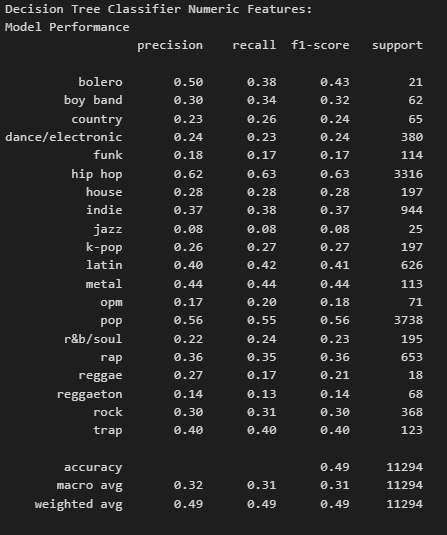 Decision Tree Classifier Numeric Features:
Model Performance
precision recall f1-score support
bolero 0.50 0.38 0.43 21
boy band 0.30 0.34 0.32 62
country 0.23 0.26 0.24 65
dance/electronic 0.24 0.23 0.24 380
funk 0.18 0.17 0.17 114
hip hop 0.62 0.63 0.63 3316
house 0.28 0.28 0.28 197
indie 0.37 0.38 0.37 944
jazz 0.08 0.08 0.08 25
k-pop 0.26 0.27 0.27 197
latin 0.40 0.42 0.41 626
metal 0.44 0.44 0.44 113
opm 0.17 0.20 0.18 71
pop 0.56 0.55 0.56 3738
r&b/soul 0.22 0.24 0.23 195
rap 0.36 0.35 0.36 653
reggae 0.27 0.17 0.21 18
reggaeton 0.14 0.13 0.14 68
rock 0.30 0.31 0.30 368
trap 0.40 0.40 0.40 123
accuracy 0.49 11294
macro avg 0.32 0.31 0.31 11294
weighted avg 0.49 0.49 0.49 11294